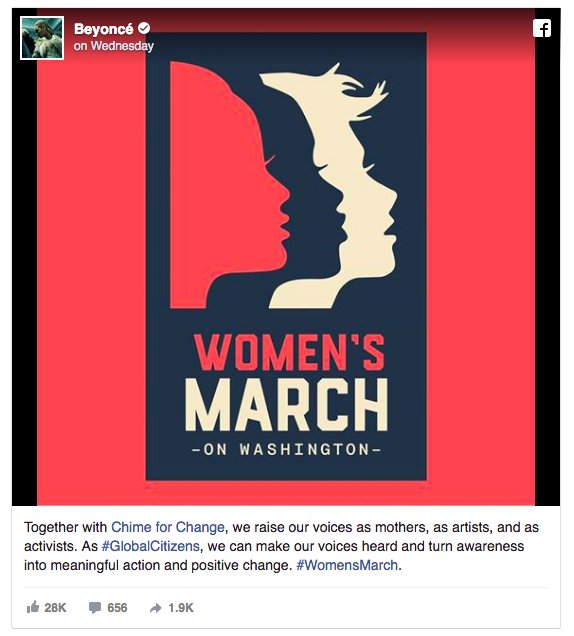 Beyoncé
on Wednesday
WOMEN'S
MARCH
-ON WASHINGTON-
Together with Chime for Change, we raise our voices as mothers, as artists, and as
activists. As #GlobalCitizens, we can make our voices heard and turn awareness
into meaningful action and positive change. #WomensMarch.
28K 656 1.9K